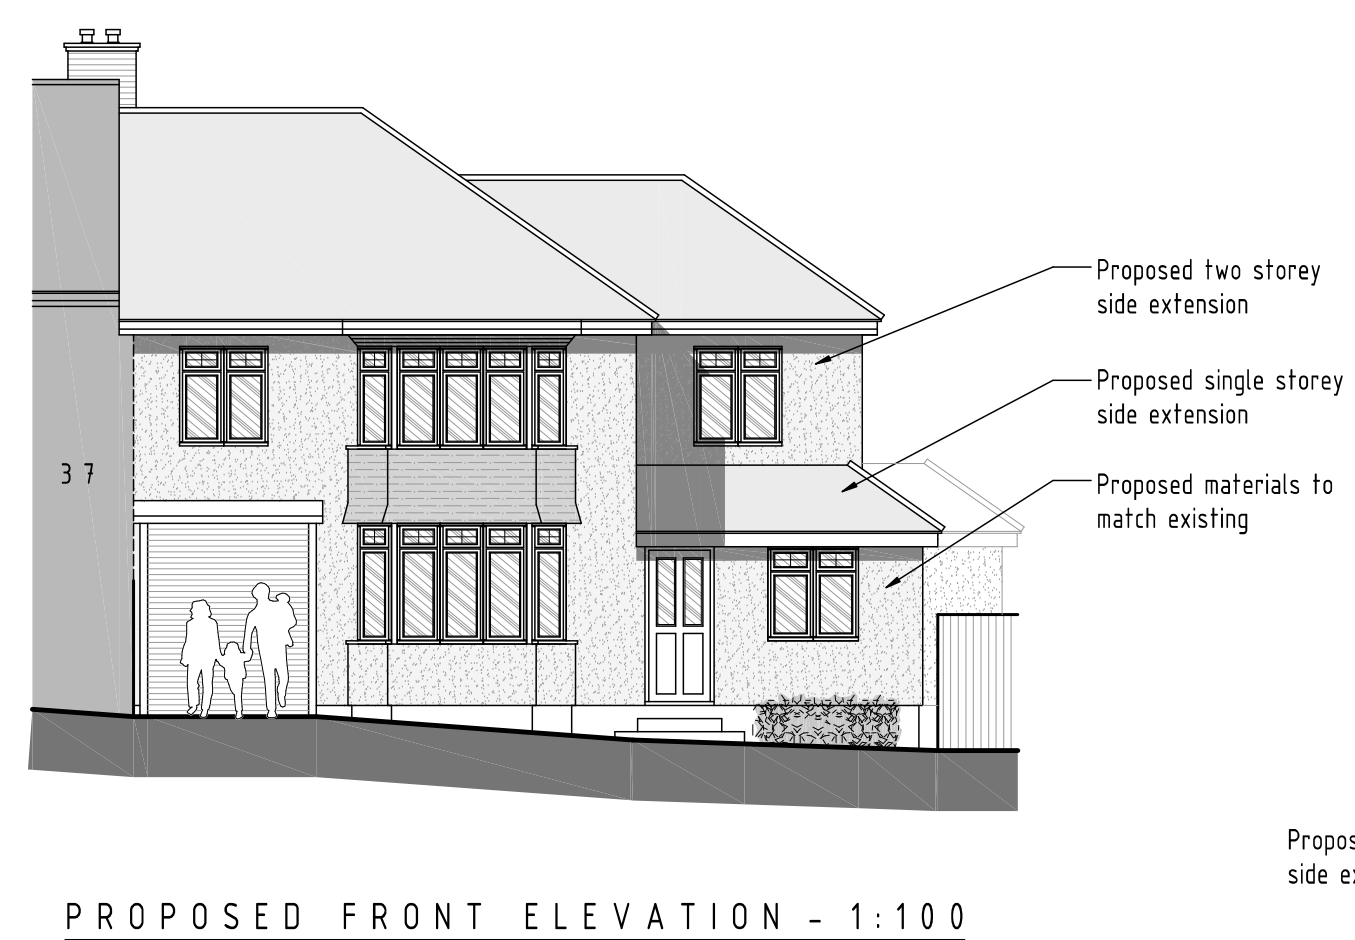 Proposed two storey
side extension
Proposed single storey
side extension
Proposed materials to
match existing
37
side
PROPOSED FRONT ELEVATION - 1:100